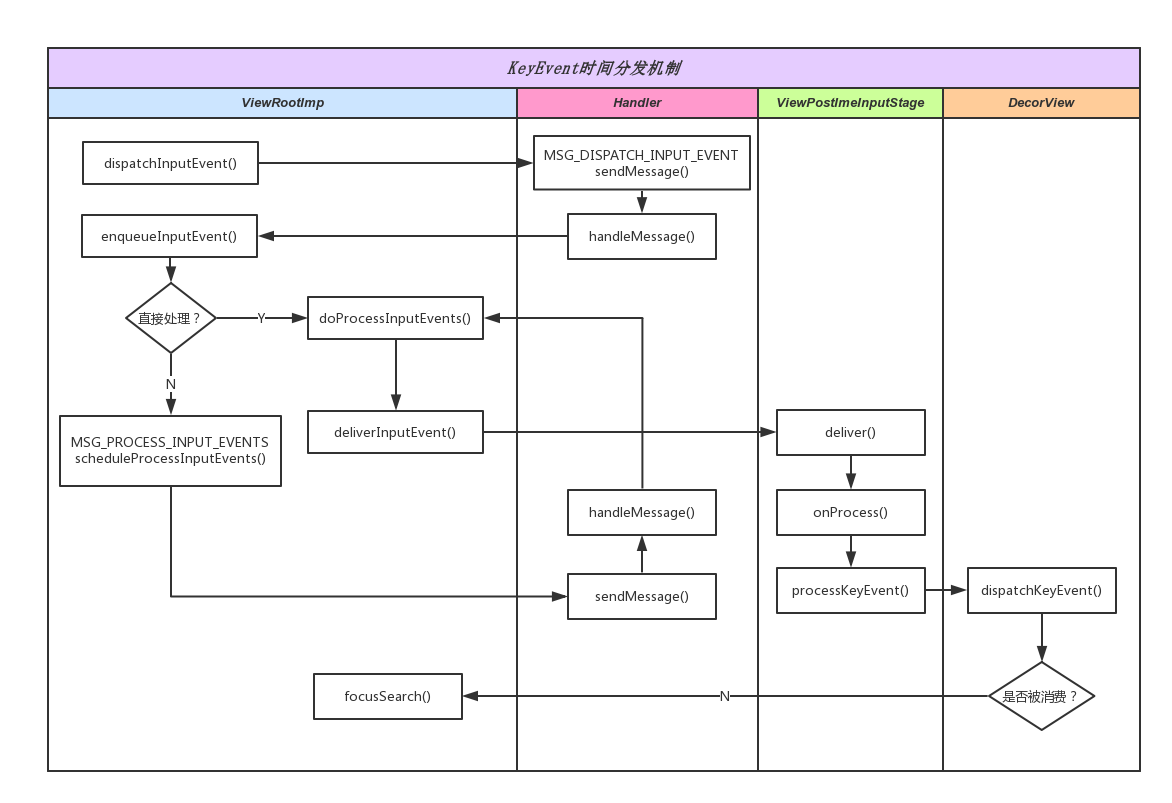 KeyEvent时间分发机制
ViewRootImp
Handler
ViewPostImeInputStage
DecorView
dispatchInputEvent()
MSG_DISPATCH_INPUT_EVENT
sendMessage()
enqueueInputEvent()
handleMessage()
直接处理？
Y
doProcessInputEvents()
N
MSG_PROCESS_INPUT_EVENTS
scheduleProcessInputEvents()
deliverInputEvent()
deliver()
handleMessage()
onProcess()
sendMessage()
processKeyEvent()
dispatchKeyEvent()
focusSearch()
N
是否被消费？